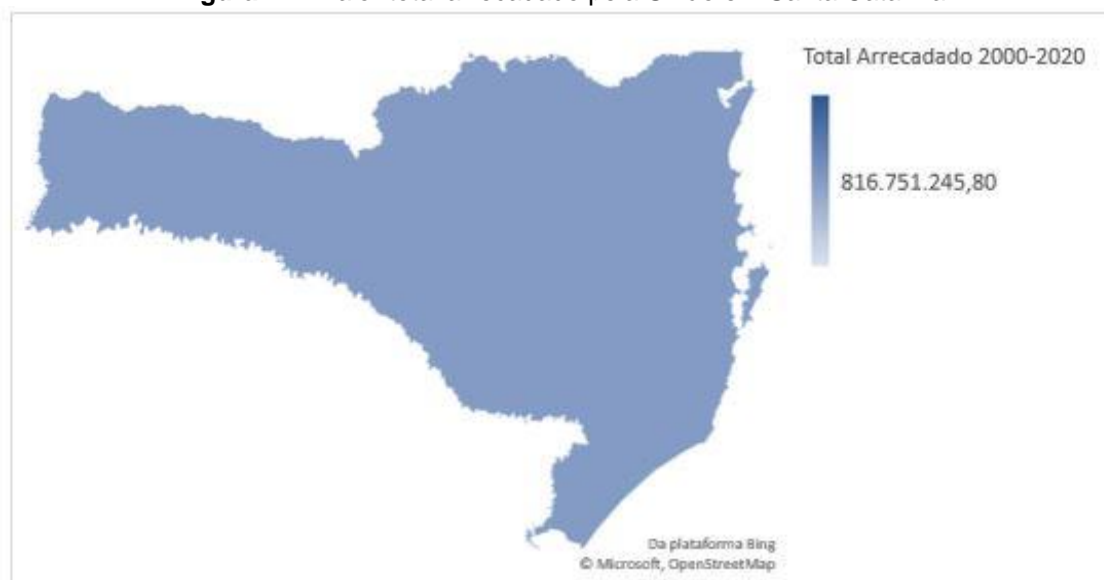 Total Arrecadado 2000-2020
816.751.245,80
Da plataforma Bing
© Microsoft, OpenStreetMap